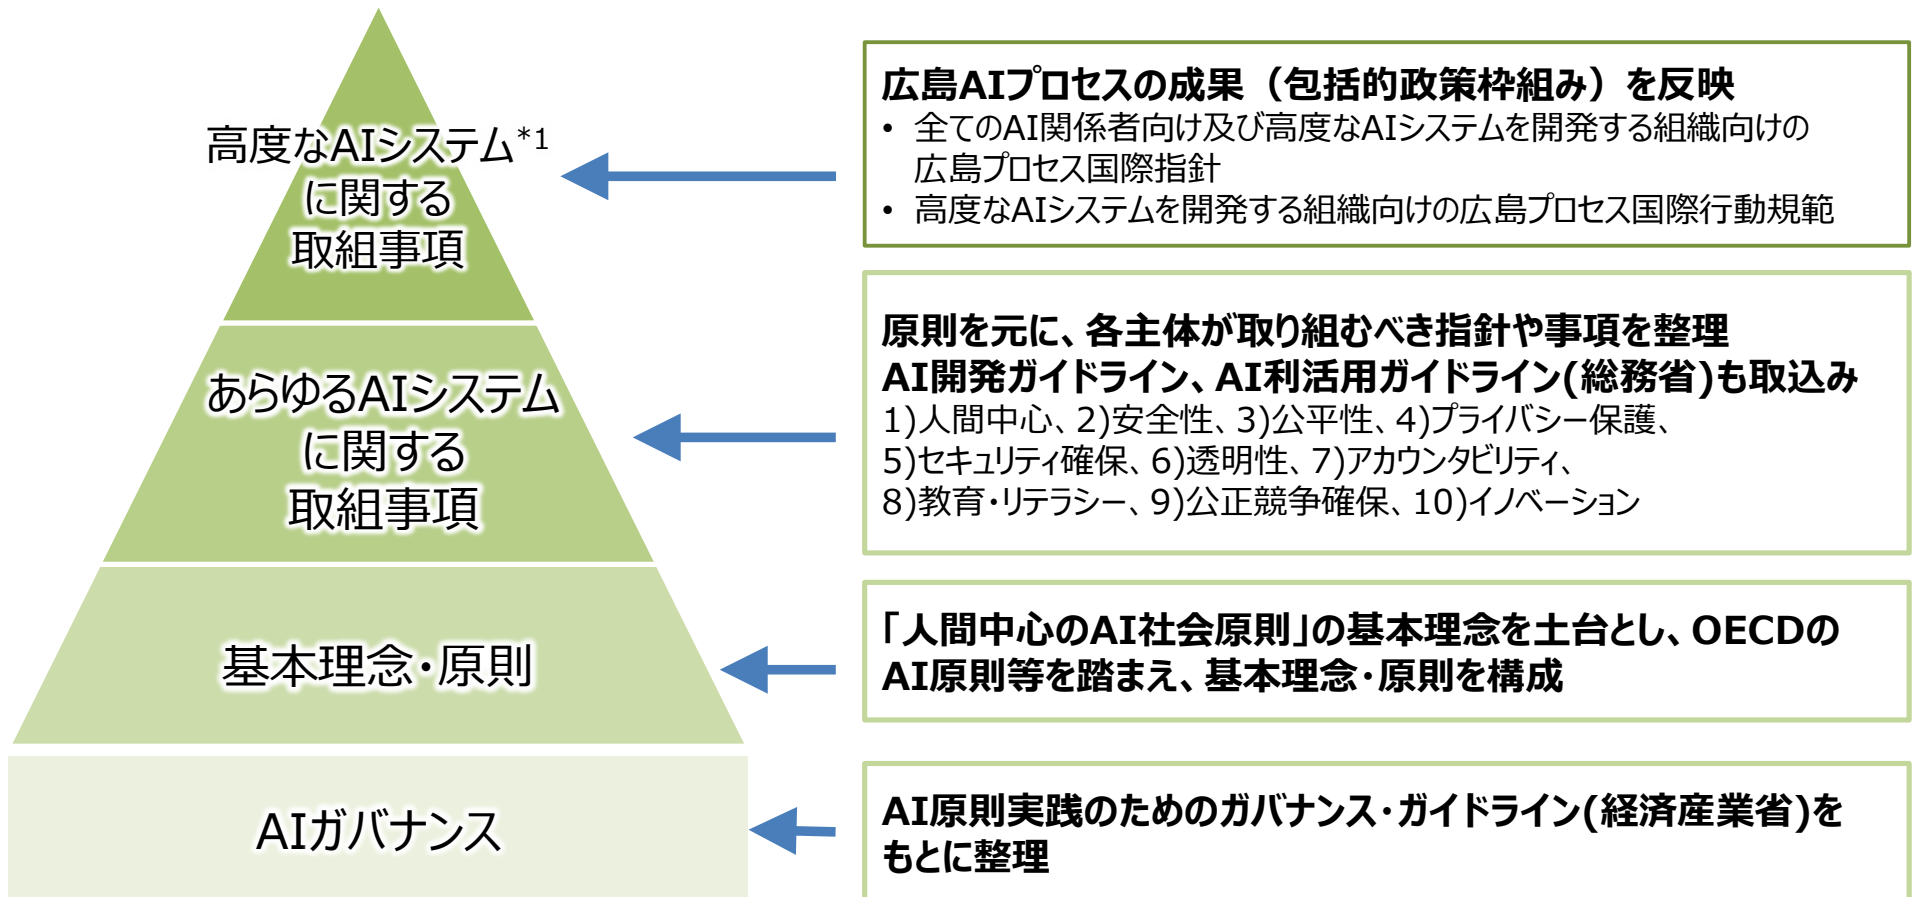 高度なAIシステム*1
に関する
取組事項
広島AIプロセスの成果（包括的政策枠組み）を反映
• 全てのAI関係者向け及び高度なAIシステムを開発する組織向けの
広島プロセス国際指針
• 高度なAIシステムを開発する組織向けの広島プロセス国際行動規範
あらゆるAIシステム
に関する
取組事項
原則を元に、各主体が取り組むべき指針や事項を整理
AI開発ガイドライン、AI利活用ガイドライン(総務省)も取込み
1)人間中心、2)安全性、3)公平性、4)プライバシー保護、
5)セキュリティ確保、6)透明性、7)アカウンタビリティ、
8)教育・リテラシー、9)公正競争確保、10)イノベーション
基本理念・原則
「人間中心のAI社会原則」の基本理念を土台とし、OECDの
AI原則等を踏まえ、基本理念・原則を構成
AIガバナンス
AI原則実践のためのガバナンス・ガイドライン(経済産業省)を
もとに整理